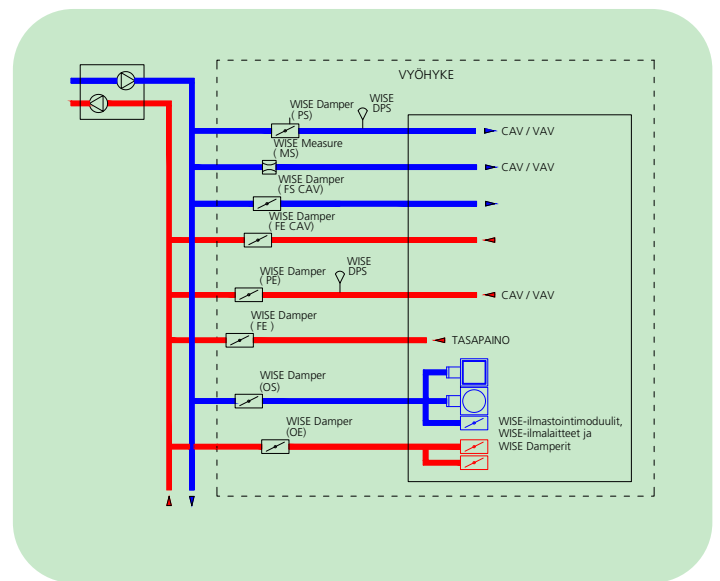 VYÖHYKE
WISE Damper
( PS)
WISE
DPS
CAV / VAV
WISE Measure
( MS)
CAV / VAV
WISE Damper
( FS CAV)
WISE Damper
( FE CAV)
WISE Damper
( PE)
WISE
DPS
CAV / VAV
WISE Damper
( FE )
TASAPAINO
WISE Damper
(OS)
WISE-ilmastointimoduulit,
WISE-ilmalaitteet ja
WISE Damperit
WISE Damper
(OE)